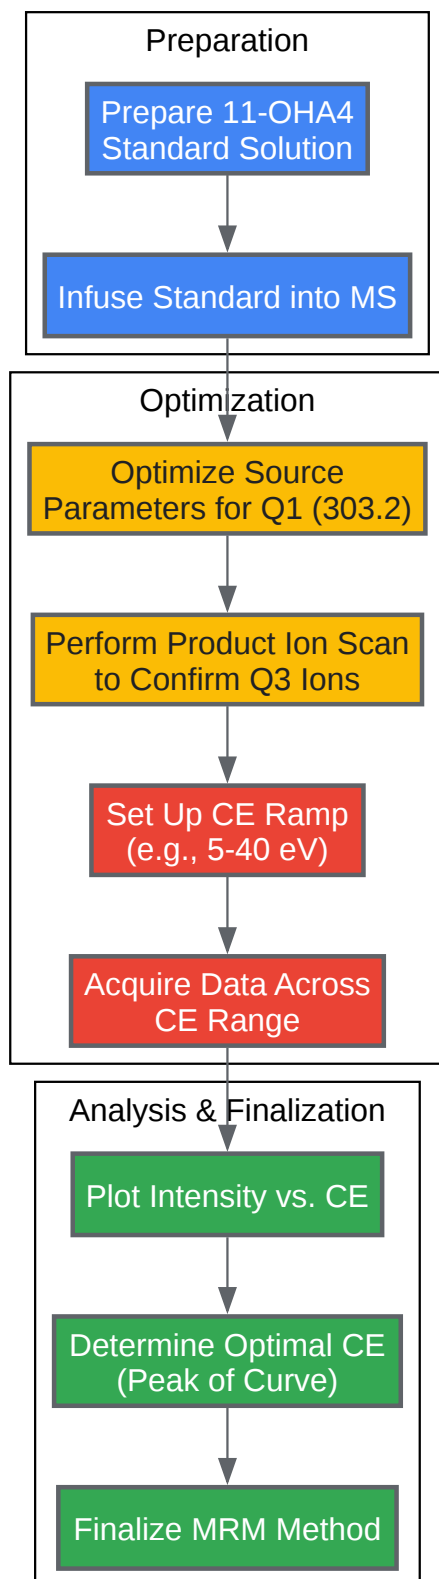 Preparation
Prepare 11-OHA4
Standard Solution
Infuse Standard into MS
Optimization
Optimize Source
Parameters for Q1 (303.2)
Perform Product Ion Scan
to Confirm Q3 Ions
Set Up CE Ramp
(e.g., 5-40 eV)
Acquire Data Across
CE Range
Analysis & Finalization
Plot Intensity vs. CE
Determine Optimal CE
(Peak of Curve)
Finalize MRM Method